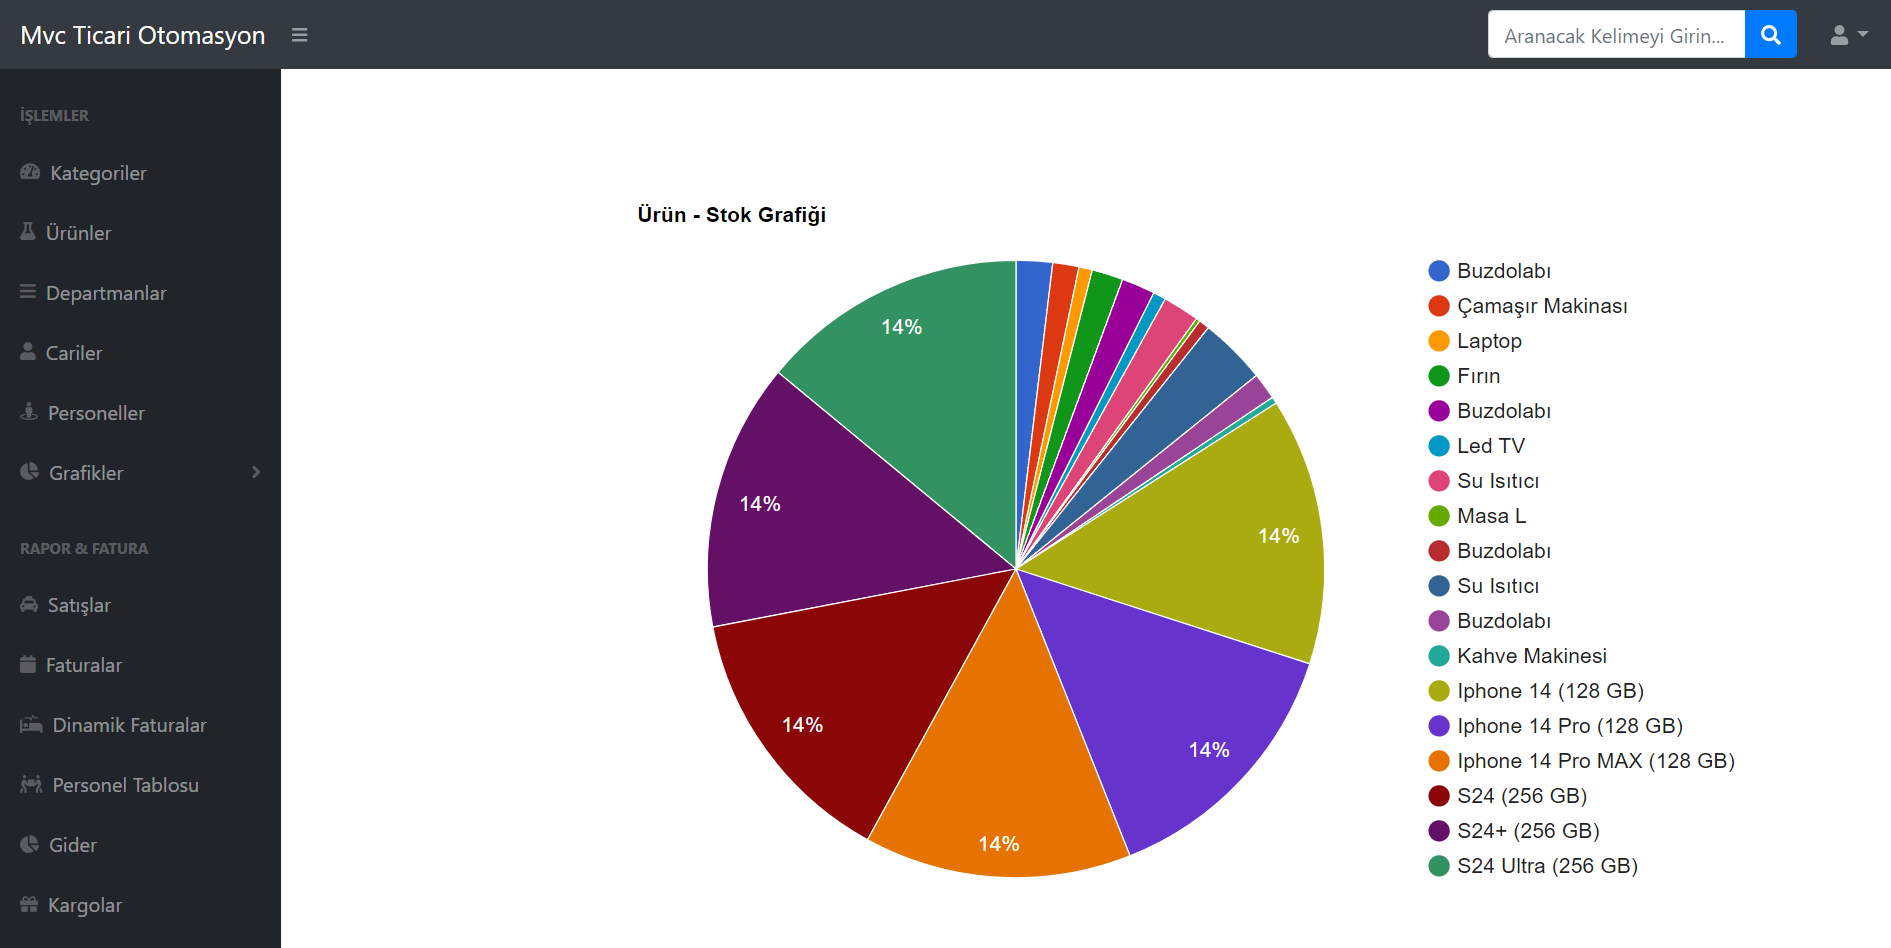 Mvc Ticari Otomasyon
Aranacak Kelimeyi Girin...
İŞLEMLER
Kategoriler
Ürünler
Departmanlar
Cariler
Personeller
Grafikler
RAPOR & FATURA
Satışlar
Faturalar
Dinamik Faturalar
Personel Tablosu
Gider
Kargolar
Ürün - Stok Grafiği
14%
14%
14%
14%
14%
14%
Buzdolabı
Çamaşır Makinası
Laptop
Fırın
Buzdolabı
Led TV
Su Isıtıcı
Masa L
Buzdolabı
Su Isıtıcı
Buzdolabı
Kahve Makinesi
Iphone 14 (128 GB)
Iphone 14 Pro (128 GB)
Iphone 14 Pro MAX (128 GB)
S24 (256 GB)
S24+ (256 GB)
S24 Ultra (256 GB)